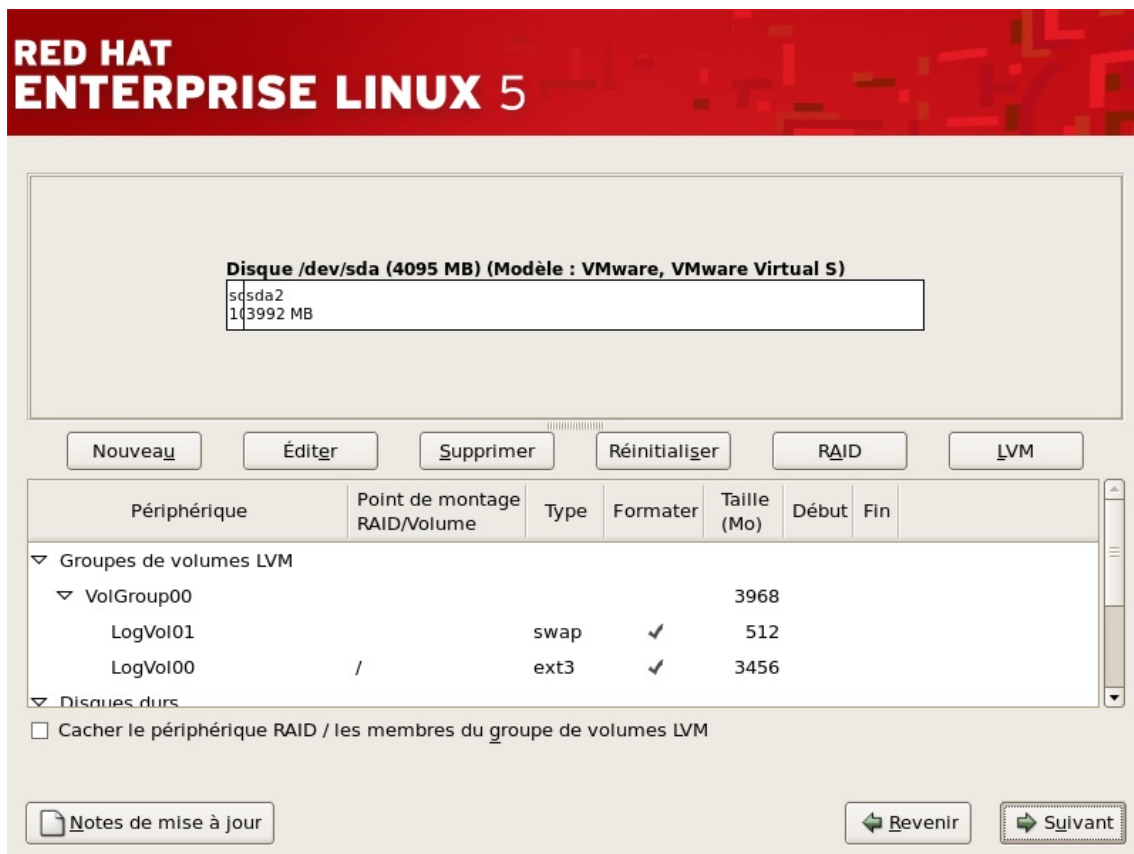 RED HAT
ENTERPRISE LINUX 5
Disque /dev/sda (4095 MB) (Modèle : VMware, VMware Virtual S)
sda2
3992 MB
Nouveau Éditer Supprimer Réinitialiser RAID LVM
Périphérique Point de montage RAID/Volume Type Formater Taille (Mo) Début Fin
Groupes de volumes LVM
VolGroup00 3968
LogVol01 swap 512
LogVol00 / ext3 3456
Disques durs
Cacher le périphérique RAID / les membres du groupe de volumes LVM
Notes de mise à jour Revenir Suivant